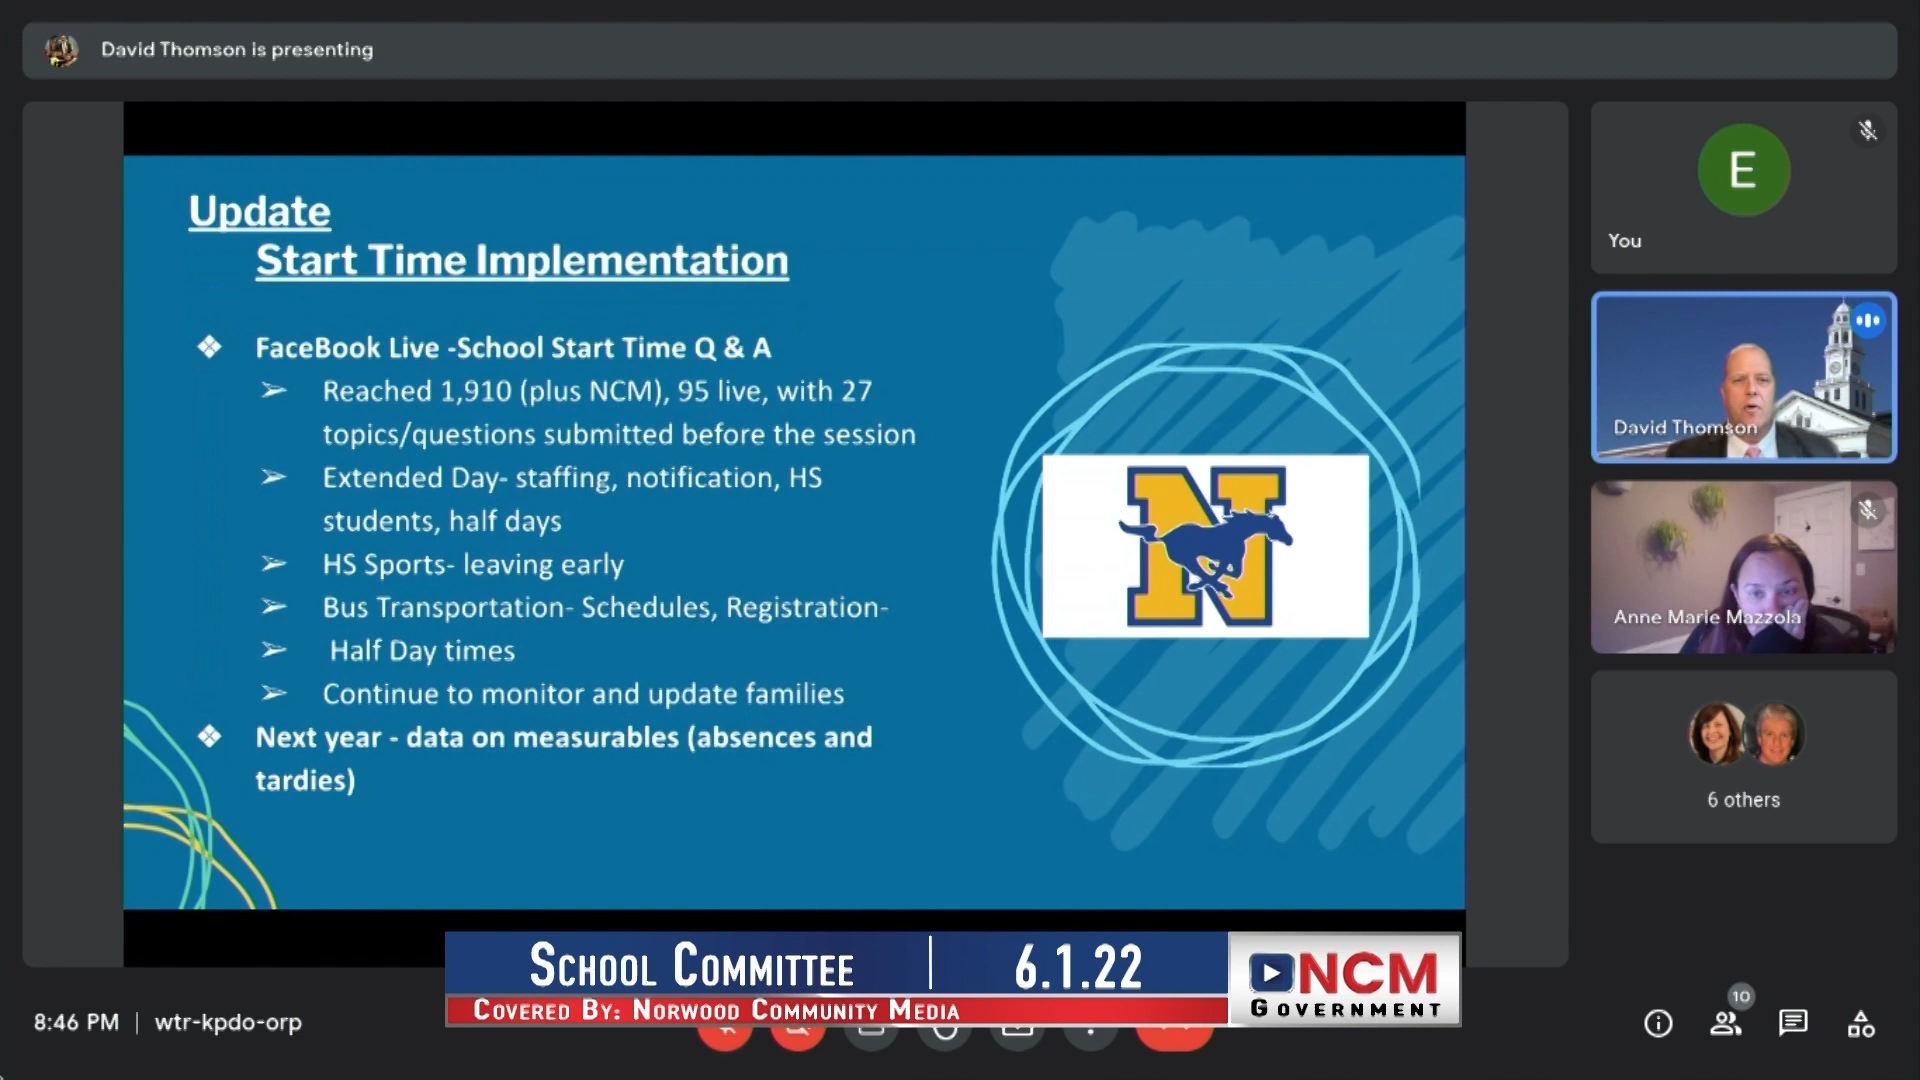 David Thomson is presenting
Update
Start Time Implementation
❖ FaceBook Live -School Start Time Q & A
➢ Reached 1,910 (plus NCM), 95 live, with 27
topics/questions submitted before the session
➢ Extended Day- staffing, notification, HS
students, half days
➢ HS Sports- leaving early
➢ Bus Transportation- Schedules, Registration-
➢ Half Day times
➢ Continue to monitor and update families
❖ Next year - data on measurables (absences and
tardies)
N
E
You
David Thomson
Anne Marie Mazzola
6 others
SCHOOL COMMITTEE | 6.1.22
COVERED BY: NORWOOD COMMUNITY MEDIA
NCM
GOVERNMENT
8:46 PM | wtr-kpdo-orp
10